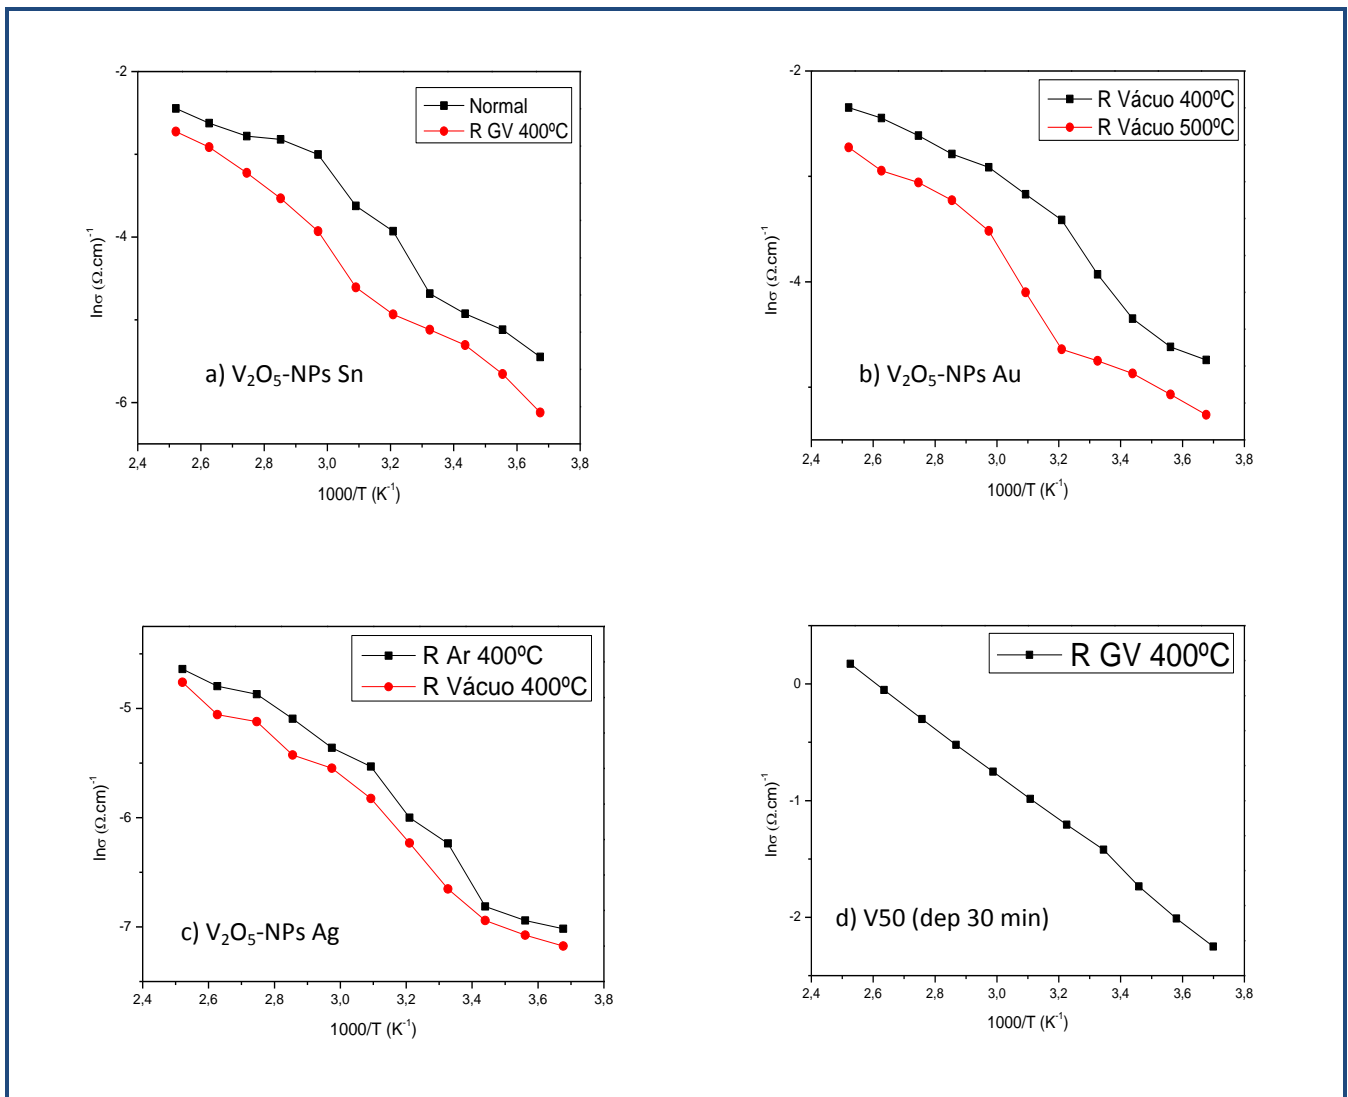 -2
-4
-6
lnσ (Ω.cm)⁻¹
Normal
R GV 400ºC
a) V₂O₅-NPs Sn
2,4 2,6 2,8 3,0 3,2 3,4 3,6 3,8
1000/T (K⁻¹)
-2
-4
lnσ (Ω.cm)⁻¹
R Vácuo 400ºC
R Vácuo 500ºC
b) V₂O₅-NPs Au
2,4 2,6 2,8 3,0 3,2 3,4 3,6 3,8
1000/T (K⁻¹)
-5
-6
-7
lnσ (Ω.cm)⁻¹
R Ar 400ºC
R Vácuo 400ºC
c) V₂O₅-NPs Ag
2,4 2,6 2,8 3,0 3,2 3,4 3,6 3,8
1000/T (K⁻¹)
0
-1
-2
lnσ (Ω.cm)⁻¹
R GV 400ºC
d) V50 (dep 30 min)
2,4 2,6 2,8 3,0 3,2 3,4 3,6 3,8
1000/T (K⁻¹)